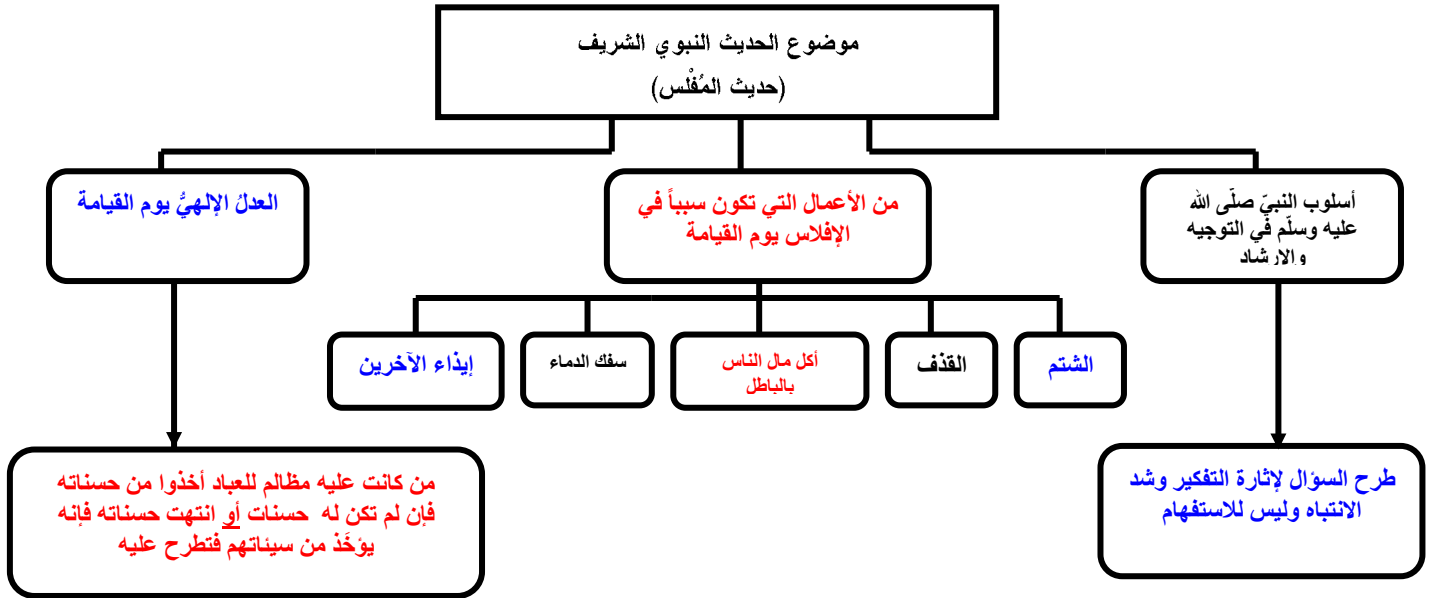 موضوع الحديث النبوي الشريف
(حديث المُفْلس)
أسلوب النبيّ صلّى الله
عليه وسلّم في التوجيه
والإرشاد
من الأعمال التي تكون سبباً في
الإفلاس يوم القيامة
العدلُ الإلهيُّ يوم القيامة
الشتم
القذف
أكل مال الناس
بالباطل
سفك الدماء
إيذاء الآخرين
طرح السؤال لإثارة التفكير وشد
الانتباه وليس للاستفهام
من كانت عليه مظالم للعباد أخذوا من حسناته
فإن لم تكن له حسنات أو انتهت حسناته فإنه
يؤخَذ من سيئاتهم فتطرح عليه